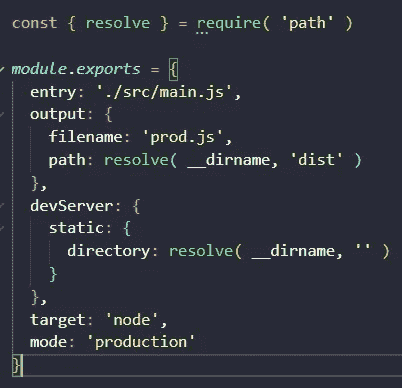 const { resolve } = require( 'path' )
module.exports = {
entry: './src/main.js',
output: {
filename: 'prod.js',
path: resolve( __dirname, 'dist' )
},
devServer: {
static: {
directory: resolve( __dirname, '' )
}
},
target: 'node',
mode: 'production'
}